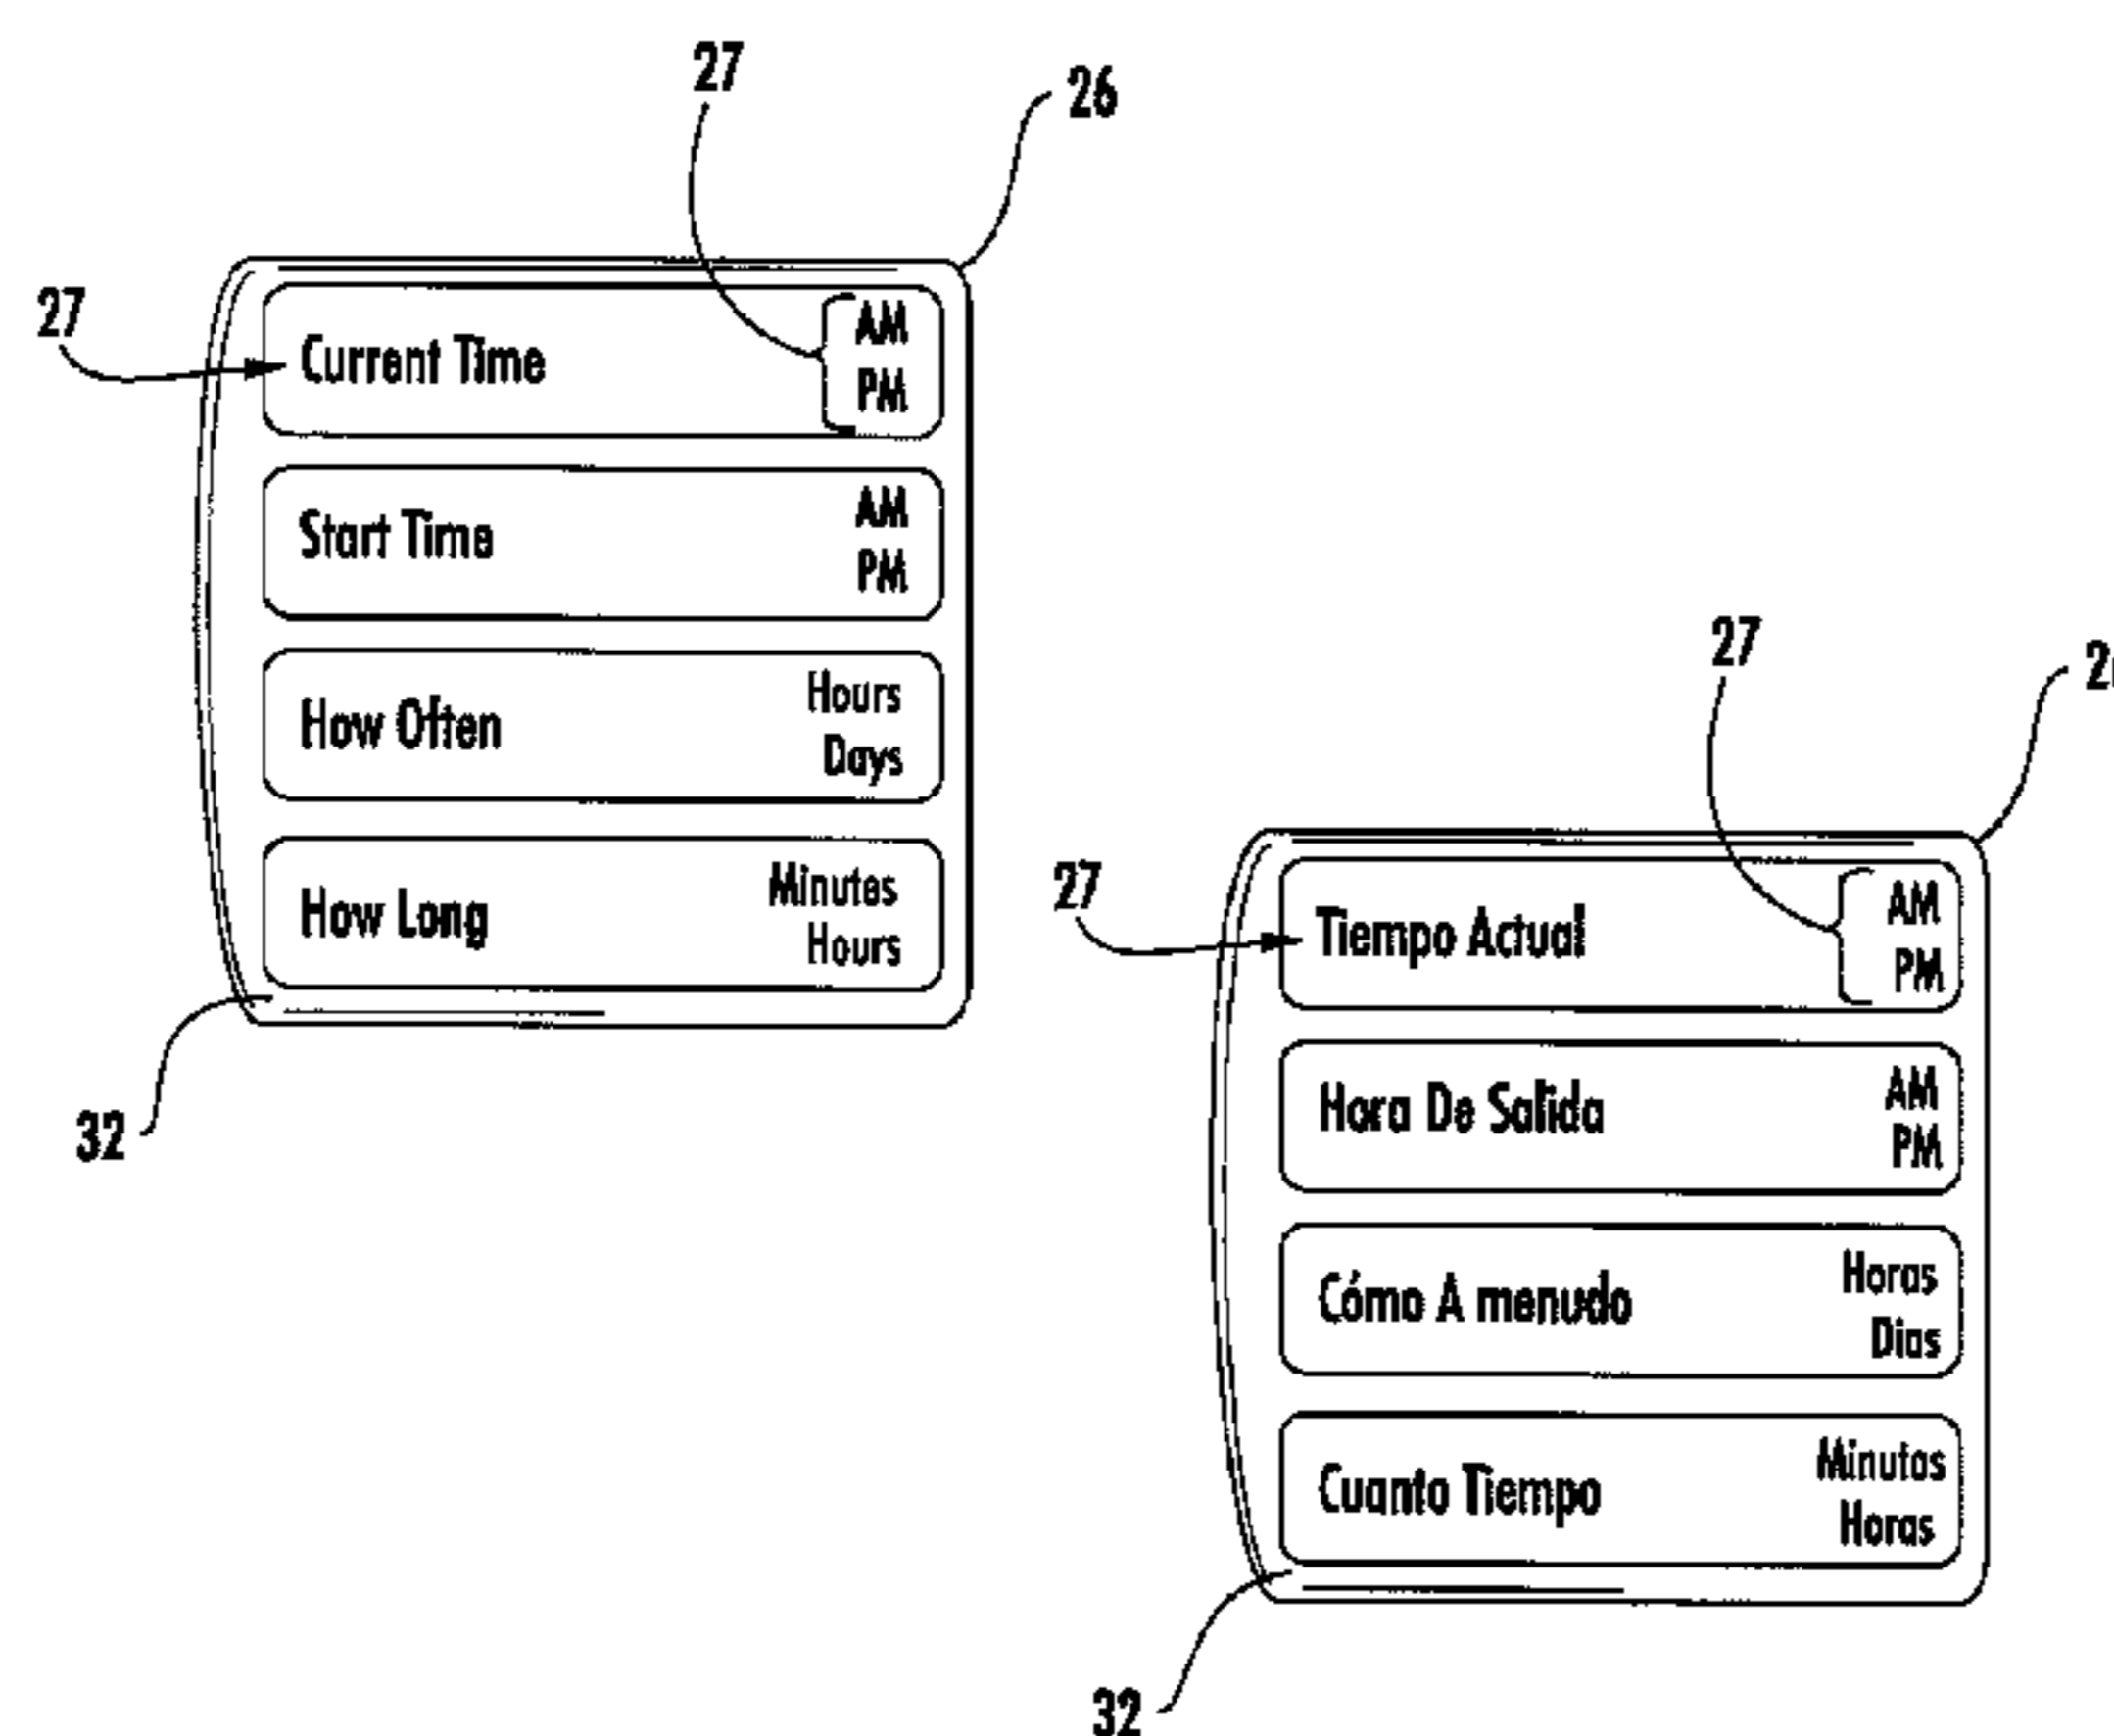 27
26
27
Current Time
AM
PM
Start Time
AM
PM
How Often
Hours
Days
How Long
Minutes
Hours
32
27
27
Tiempo Actual
AM
PM
Hora De Salida
AM
PM
Cómo A menudo
Horas
Dias
Cuanto Tiempo
Minutos
Horas
32